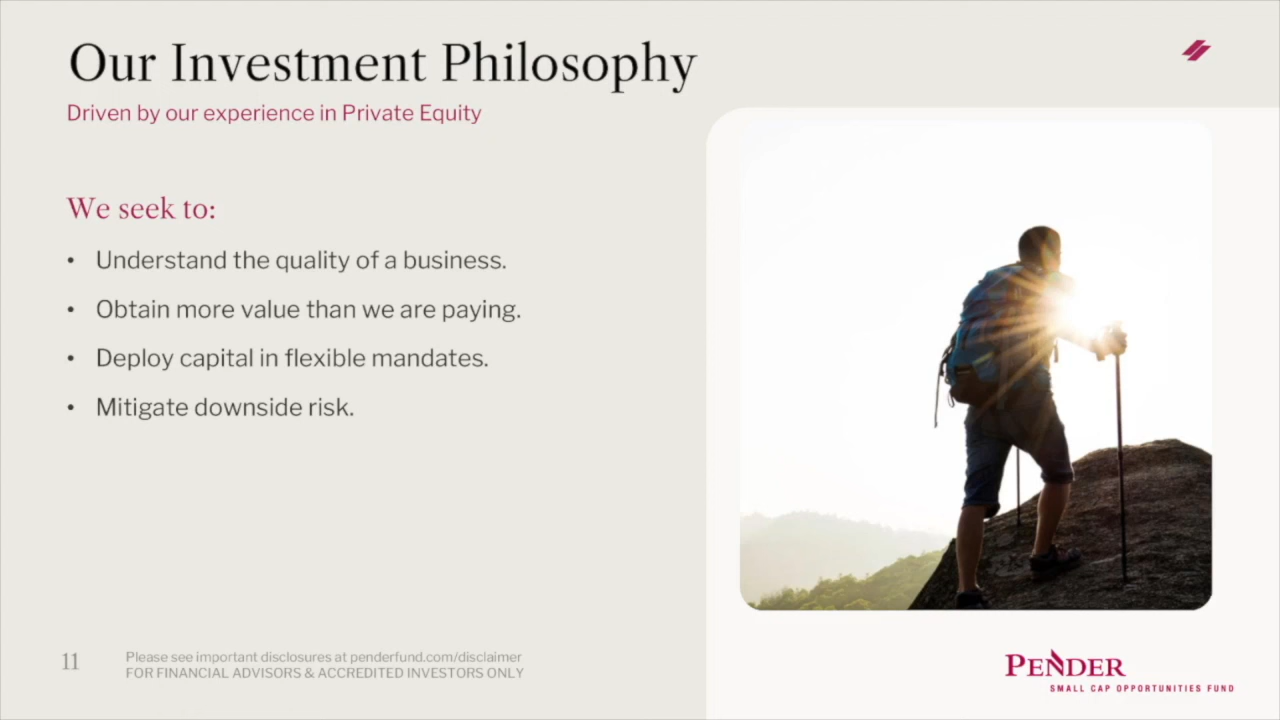 Our Investment Philosophy
Driven by our experience in Private Equity
We seek to:
• Understand the quality of a business.
• Obtain more value than we are paying.
• Deploy capital in flexible mandates.
• Mitigate downside risk.
11
Please see important disclosures at penderfund.com/disclaimer
FOR FINANCIAL ADVISORS & ACCREDITED INVESTORS ONLY
PENDER
SMALL CAP OPPORTUNITIES FUND